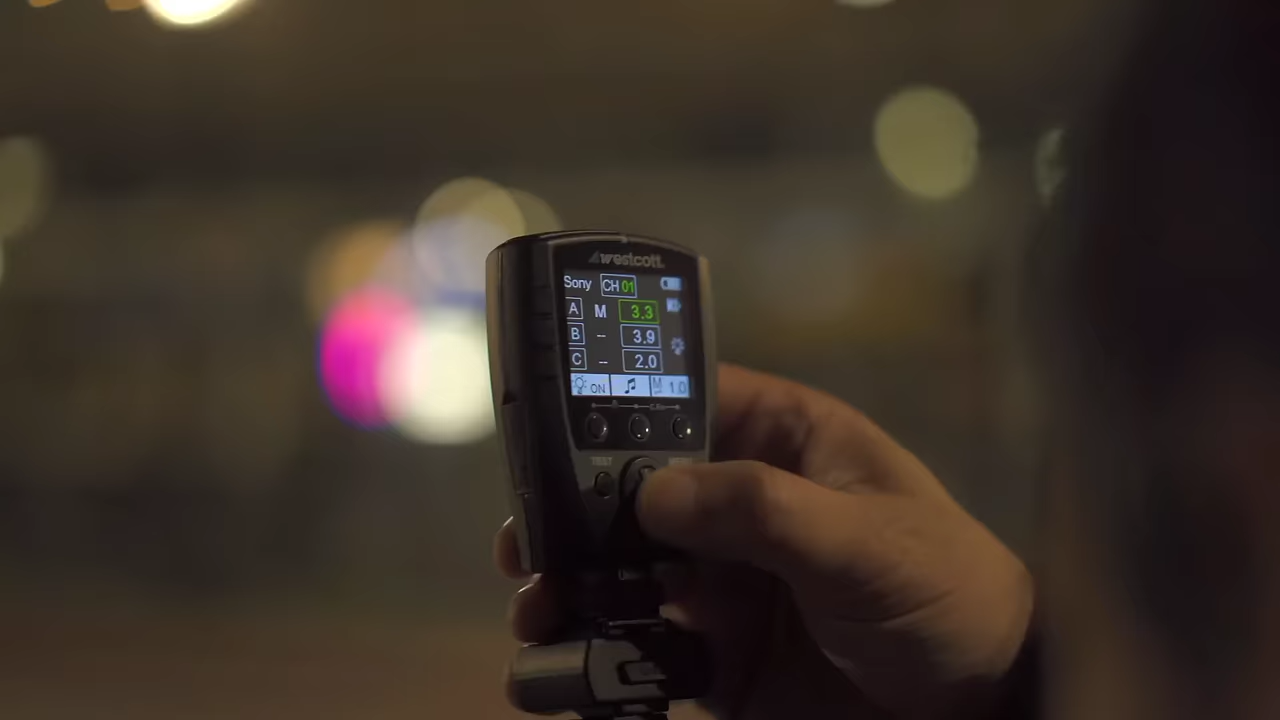 westcott
Sony CH 01
A M 3.3
B -- 3.9
C -- 2.0
ON M 1.0
TEST